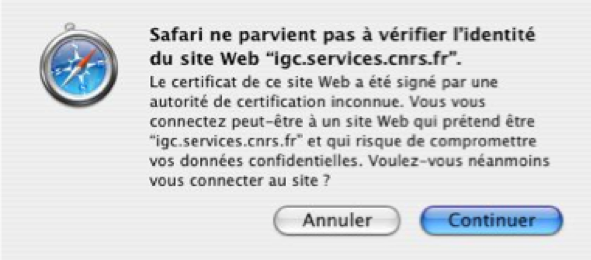 Safari ne parvient pas à vérifier l'identité
du site Web “igc.services.cnrs.fr”.
Le certificat de ce site Web a été signé par une
autorité de certification inconnue. Vous vous
connectez peut-être à un site Web qui prétend être
“igc.services.cnrs.fr” et qui risque de compromettre
vos données confidentielles. Voulez-vous néanmoins
vous connecter au site ?
Annuler
Continuer